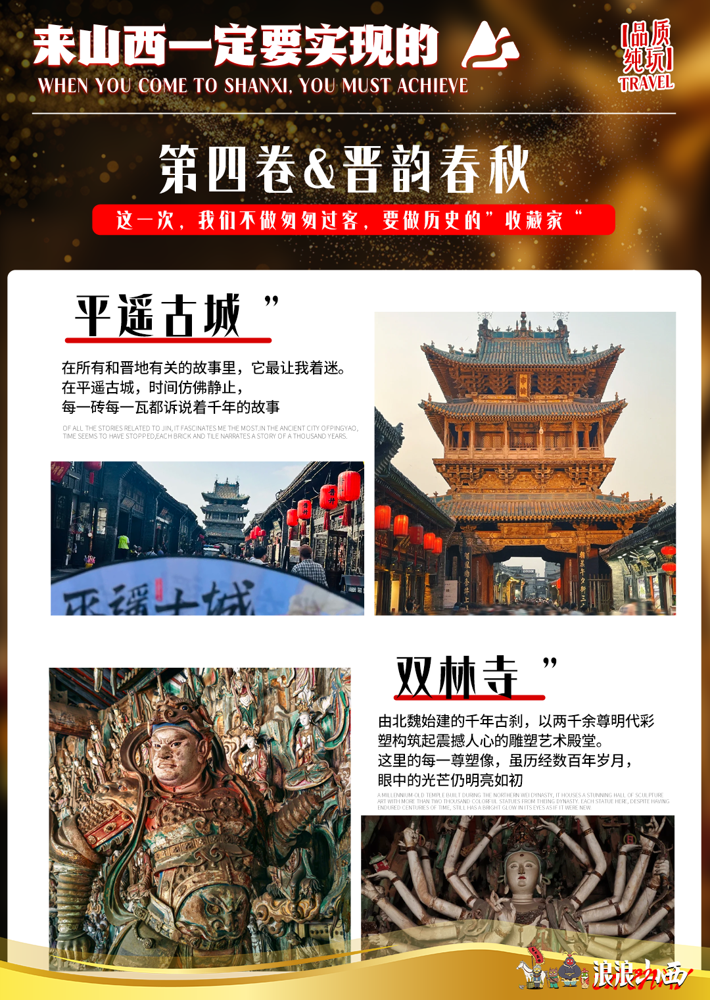 来山西一定要实现的
WHEN YOU COME TO SHANXI, YOU MUST ACHIEVE
品质
纯玩
TRAVEL
第四卷&晋韵春秋
这一次，我们不做匆匆过客，要做历史的”收藏家“
平遥古城 ”
在所有和晋地有关的故事里，它最让我着迷。
在平遥古城，时间仿佛静止，
每一砖每一瓦都诉说着千年的故事
OF ALL THE STORIES RELATED TO JIN, IT FASCINATES ME THE MOST.IN THE ANCIENT CITY OFPINGYAO,
TIME SEEMS TO HAVE STOPPED,EACH BRICK AND TILE NARRATES A STORY OF A THOUSAND YEARS.
晋升
晋升
平遥古城
双林寺 ”
由北魏始建的千年古刹，以两千余尊明代彩
塑构筑起震撼人心的雕塑艺术殿堂。
这里的每一尊塑像，虽历经数百年岁月，
眼中的光芒仍明亮如初
A MILLENNIUM-OLD TEMPLE BUILT DURING THE NORTHERN WEI DYNASTY, IT HOUSES A STUNNING HALL OF SCULPTURE
ART WITH MORE THAN TWO THOUSAND COLORFUL STATUES FROM THEING DYNASTY. EACH STATUE HERE, DESPITE HAVING
ENDURED CENTURIES OF TIME, STILL HAS A BRIGHT GLOW IN ITS EYES AS IF IT WERE NEW.
浪浪山西